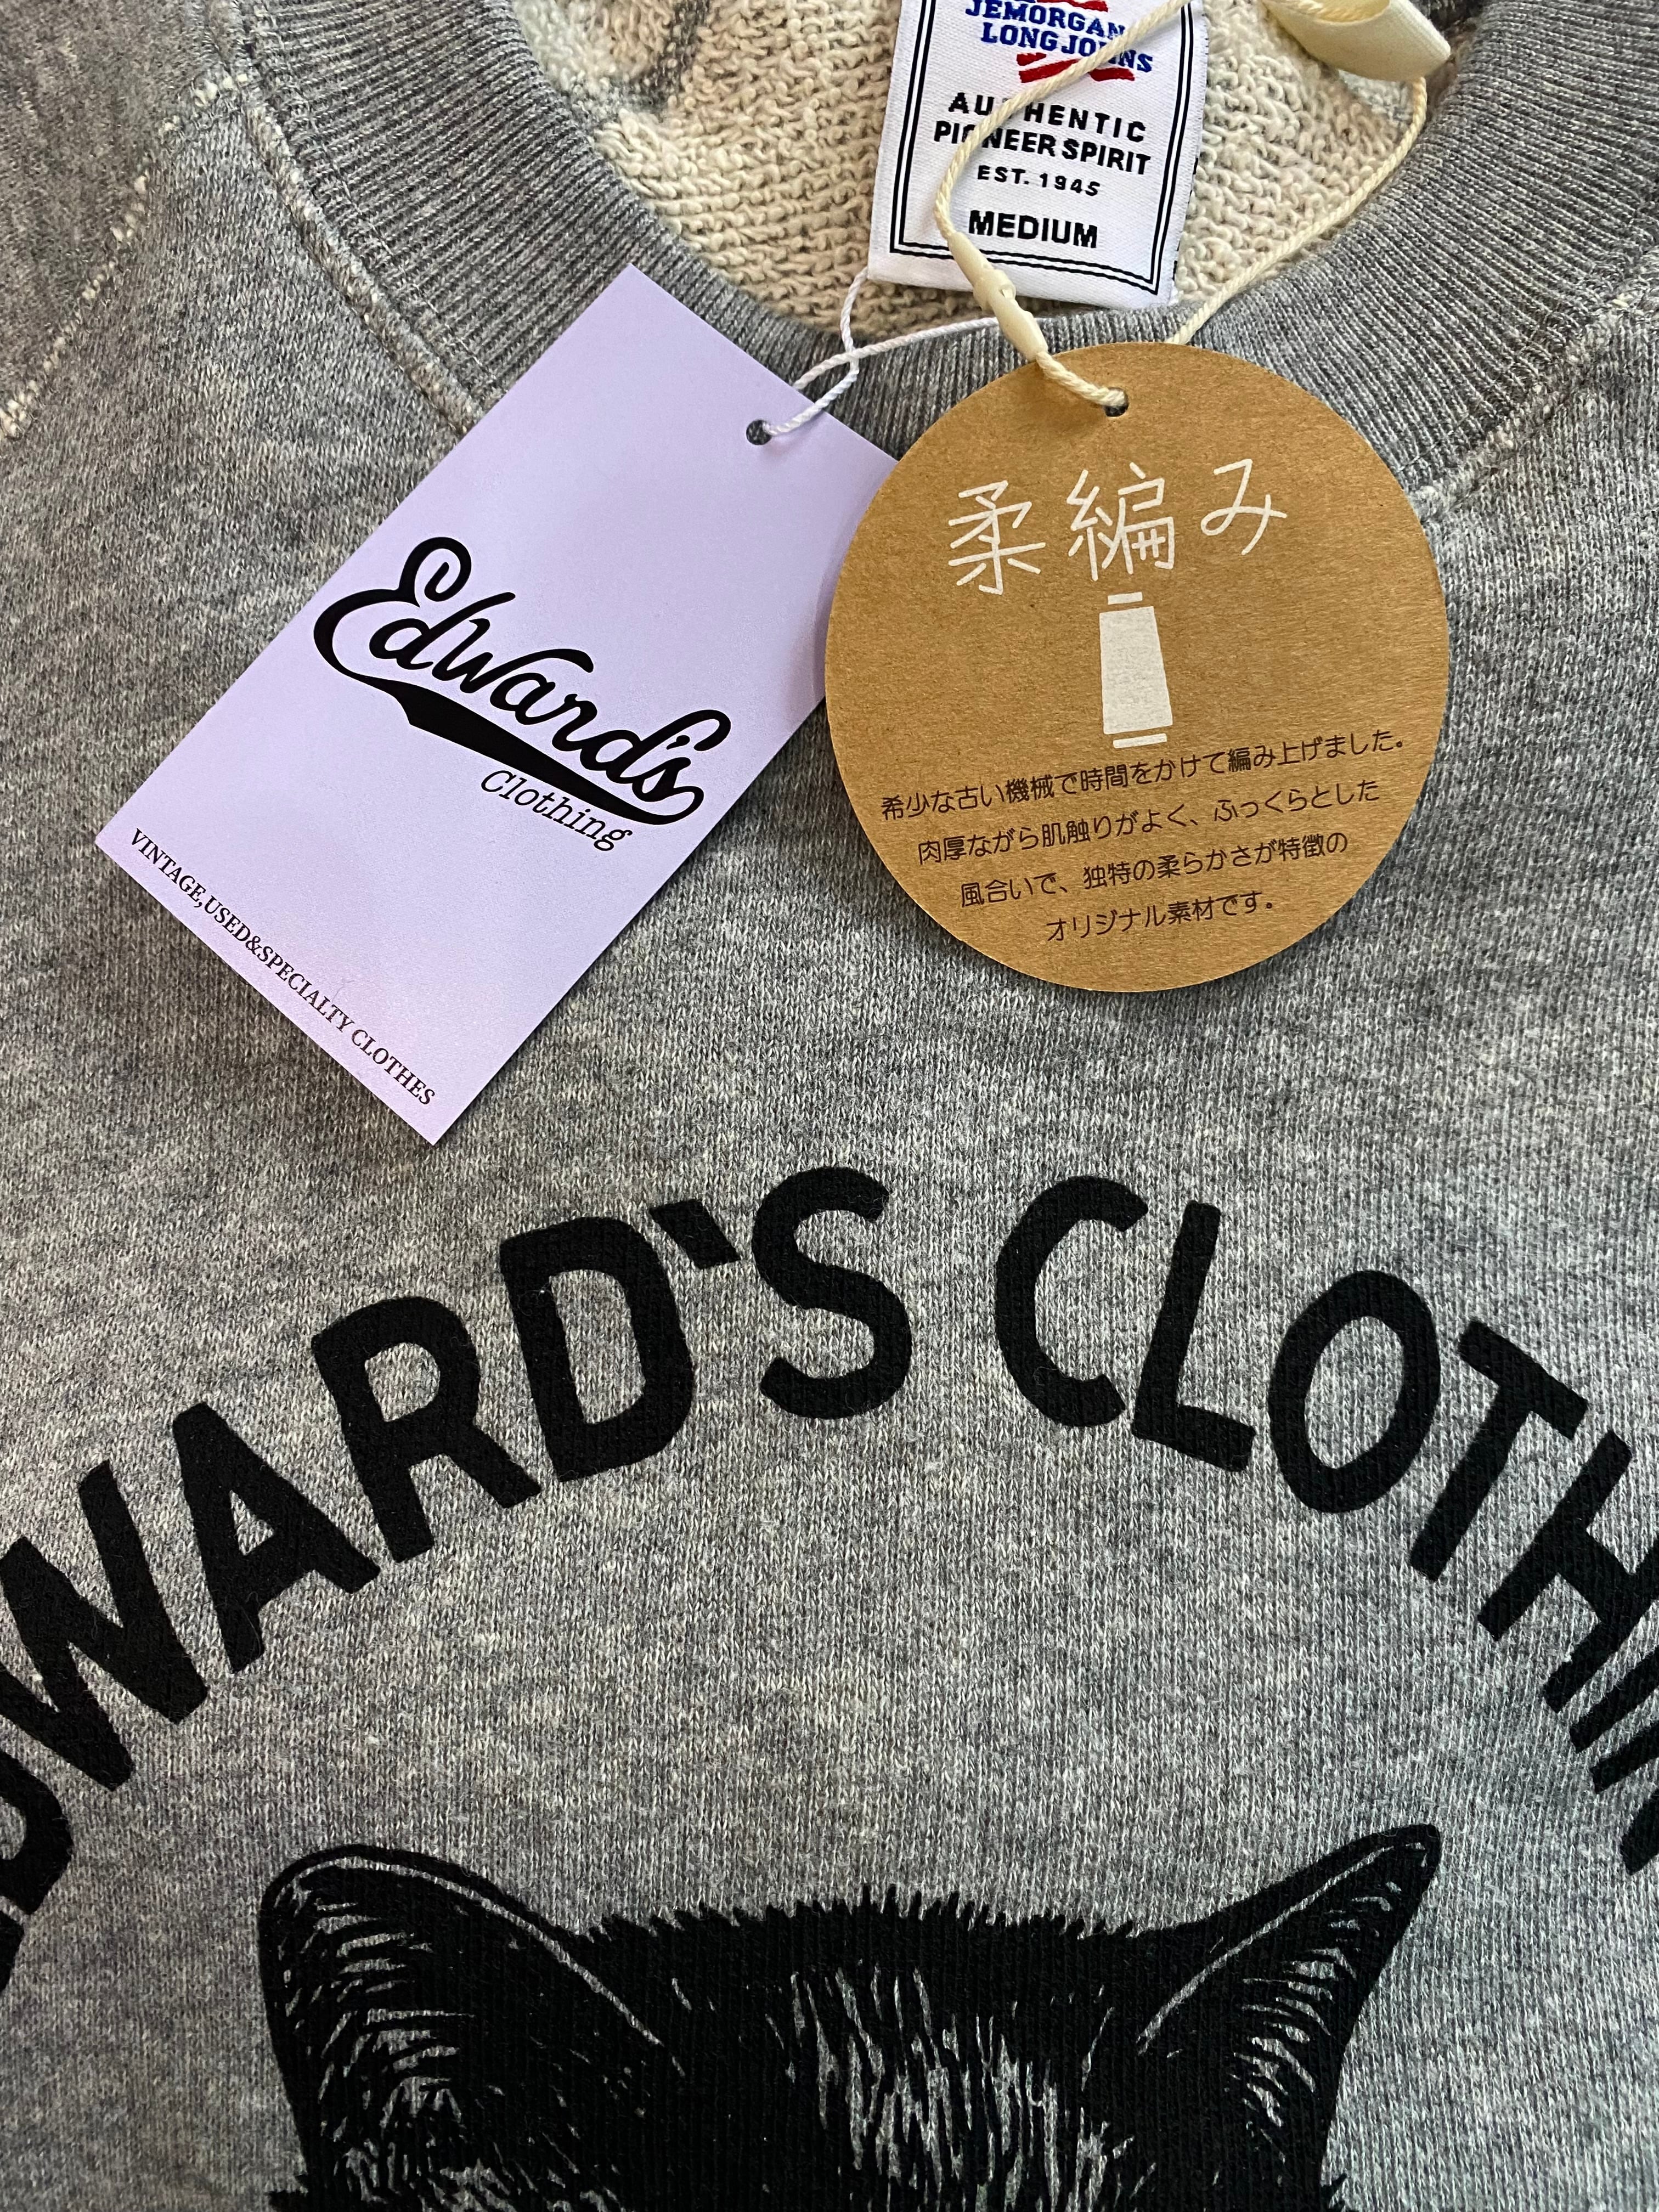 JEMORGAN
LONG JOHNS
AUTHENTIC
PIONEER SPIRIT
EST. 1945
MEDIUM
Edward's
Clothing
VINTAGE,USED&SPECIALTY CLOTHES
柔編み
希少な古い機械で時間をかけて編み上げました。
肉厚ながら肌触りがよく、ふっくらとした
風合いで、独特の柔らかさが特徴の
オリジナル素材です。
DWARD'S CLOTHIN